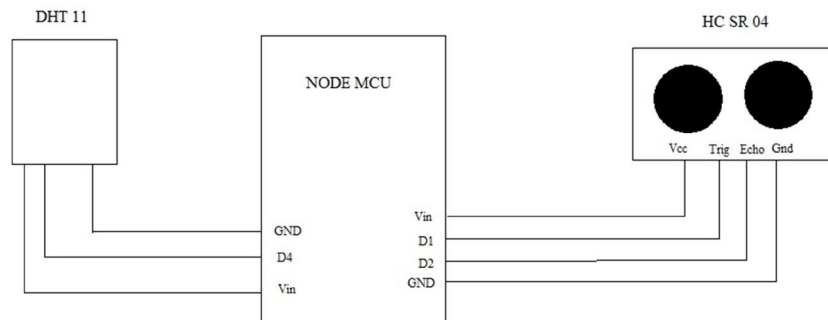 DHT 11
HC SR 04
NODE MCU
Vcc Trig Echo Gnd
Vin
GND
D1
D4
D2
GND
Vin